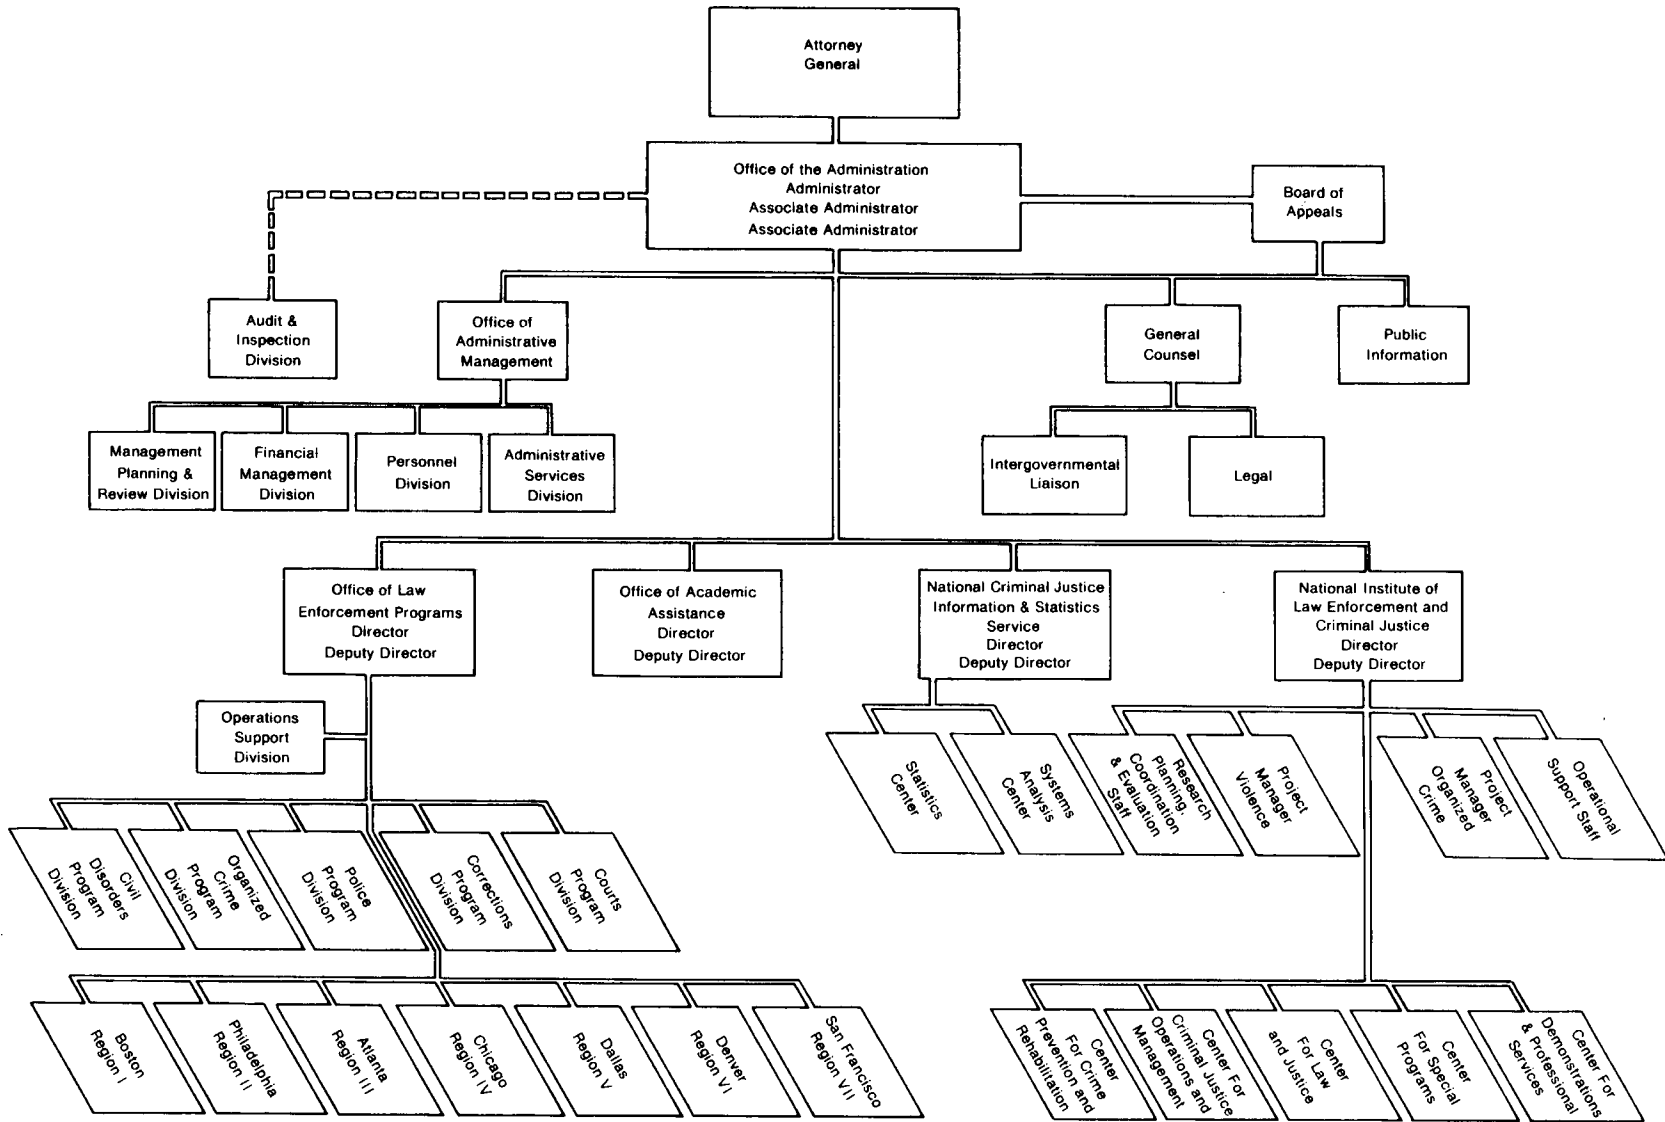 Attorney
General
Office of the Administration
Administrator
Associate Administrator
Associate Administrator
Board of
Appeals
Audit &
Inspection
Division
Office of
Administrative
Management
General
Counsel
Public
Information
Management
Planning &
Review Division
Financial
Management
Division
Personnel
Division
Administrative
Services
Division
Intergovernmental
Liaison
Legal
Office of Law
Enforcement Programs
Director
Deputy Director
Office of Academic
Assistance
Director
Deputy Director
National Criminal Justice
Information & Statistics
Service
Director
Deputy Director
National Institute of
Law Enforcement and
Criminal Justice
Director
Deputy Director
Operations
Support
Division
Statistics
Center
Systems
Analysis
Center
Research
Planning,
Coordination
& Evaluation
Staff
Project
Manager
Violence
Project
Manager
Organized
Crime
Operational
Support Staff
Civil
Disorders
Program
Division
Organized
Crime
Program
Division
Police
Program
Division
Corrections
Program
Division
Courts
Program
Division
Boston
Region I
Philadelphia
Region II
Atlanta
Region III
Chicago
Region IV
Dallas
Region V
Denver
Region VI
San Francisco
Region VII
Center
For Crime
Prevention and
Rehabilitation
Center For
Criminal Justice
Operations and
Management
Center
For Law
and Justice
Center
For Special
Programs
Center For
Demonstrations
& Professional
Services